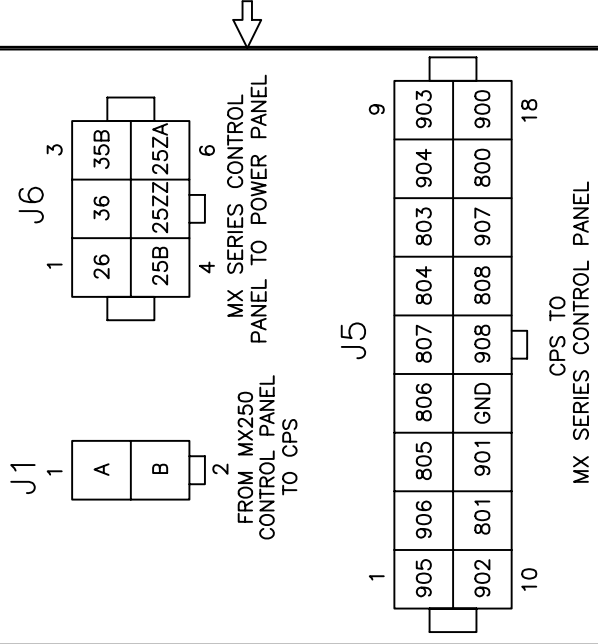 J1
1
A
B
2
FROM MX250
CONTROL PANEL
TO CPS
J6
1 3
26 36 35B
25B 25ZZ 25ZA
4 6
MX SERIES CONTROL
PANEL TO POWER PANEL
J5
1 9
905 906 805 806 807 804 803 904 903
902 801 901 GND 908 808 907 800 900
10 18
CPS TO
MX SERIES CONTROL PANEL